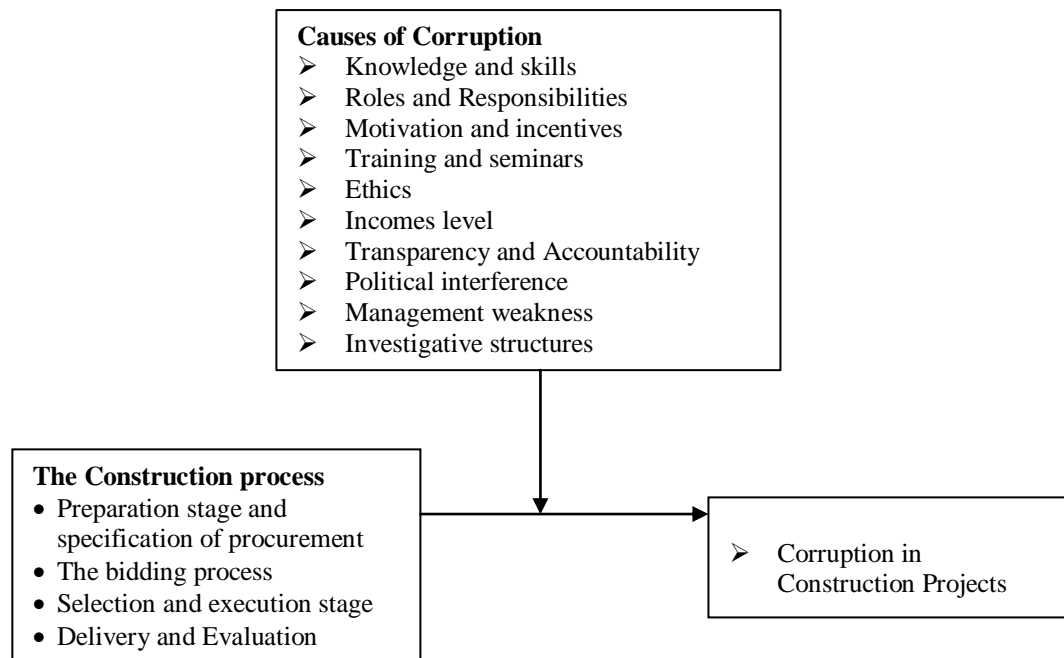 Causes of Corruption
➢ Knowledge and skills
➢ Roles and Responsibilities
➢ Motivation and incentives
➢ Training and seminars
➢ Ethics
➢ Incomes level
➢ Transparency and Accountability
➢ Political interference
➢ Management weakness
➢ Investigative structures
The Construction process
• Preparation stage and
specification of procurement
• The bidding process
• Selection and execution stage
• Delivery and Evaluation
➢ Corruption in
Construction Projects